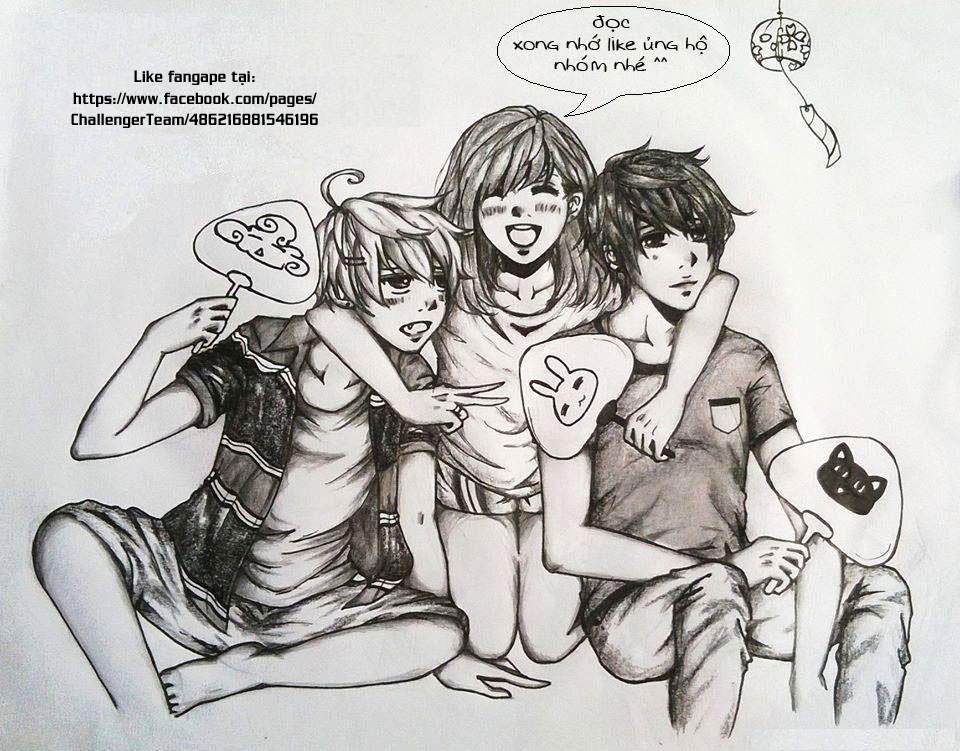 Like fangape tại:
https://www.facebook.com/pages/
ChallengerTeam/486216881546196
đọc
xong nhớ like ủng hộ
nhóm nhé ^^